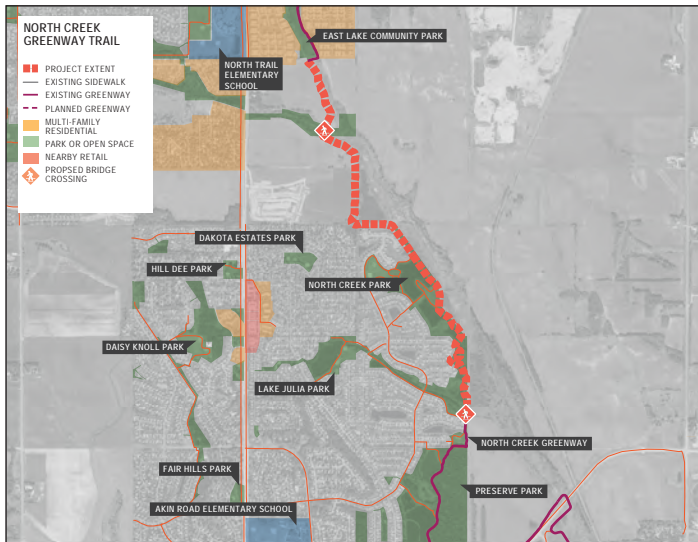 NORTH CREEK
GREENWAY TRAIL
PROJECT EXTENT
EXISTING SIDEWALK
EXISTING GREENWAY
PLANNED GREENWAY
MULTI-FAMILY
RESIDENTIAL
PARK OR OPEN SPACE
NEARBY RETAIL
PROPSED BRIDGE
CROSSING
EAST LAKE COMMUNITY PARK
NORTH TRAIL
ELEMENTARY
SCHOOL
DAKOTA ESTATES PARK
HILL DEE PARK
NORTH CREEK PARK
DAISY KNOLL PARK
LAKE JULIA PARK
NORTH CREEK GREENWAY
FAIR HILLS PARK
PRESERVE PARK
AKIN ROAD ELEMENTARY SCHOOL